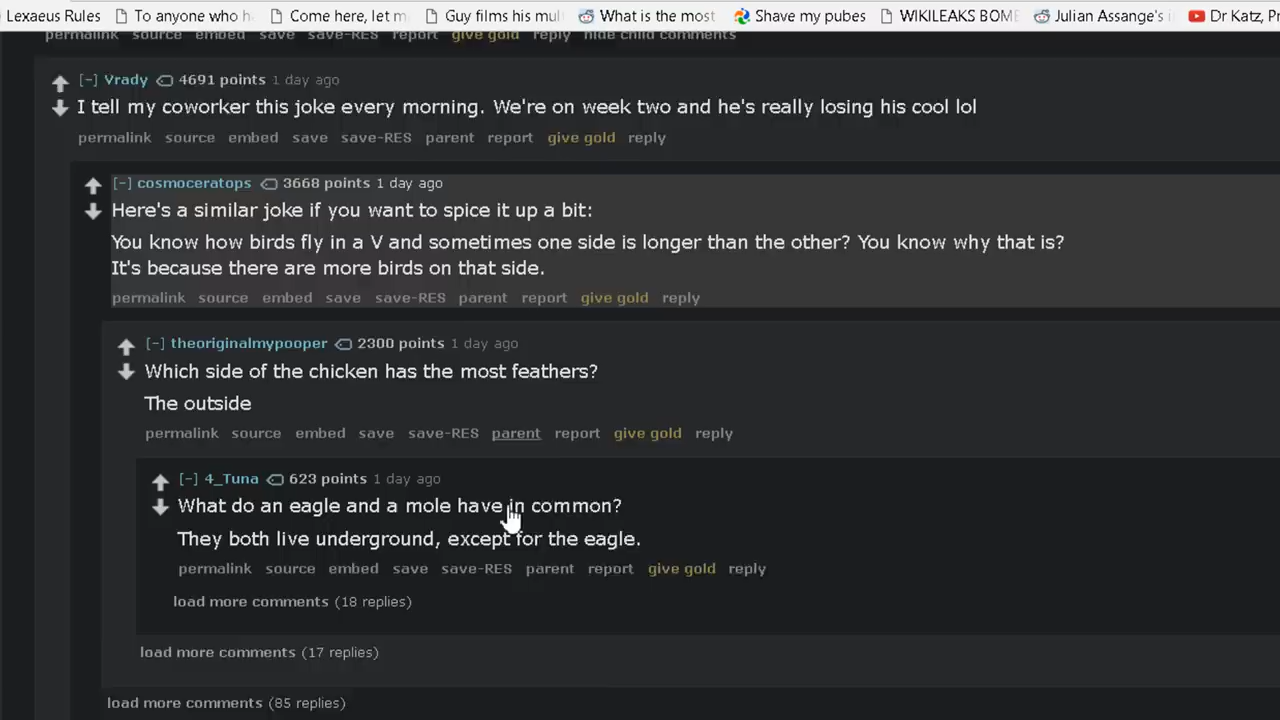 Lexaeus Rules To anyone who h Come here, let m Guy films his mul What is the most Shave my pubes WIKILEAKS BOME Julian Assange's i Dr Katz, P
permalink source embed save save-RES report give gold reply hide child comments
[-] Vrady 4691 points 1 day ago
I tell my coworker this joke every morning. We're on week two and he's really losing his cool lol
permalink source embed save save-RES parent report give gold reply
[-] cosmoceratops 3668 points 1 day ago
Here's a similar joke if you want to spice it up a bit:
You know how birds fly in a V and sometimes one side is longer than the other? You know why that is?
It's because there are more birds on that side.
permalink source embed save save-RES parent report give gold reply
[-] theoriginalmypooper 2300 points 1 day ago
Which side of the chicken has the most feathers?
The outside
permalink source embed save save-RES parent report give gold reply
[-] 4_Tuna 623 points 1 day ago
What do an eagle and a mole have in common?
They both live underground, except for the eagle.
permalink source embed save save-RES parent report give gold reply
load more comments (18 replies)
load more comments (17 replies)
load more comments (85 replies)